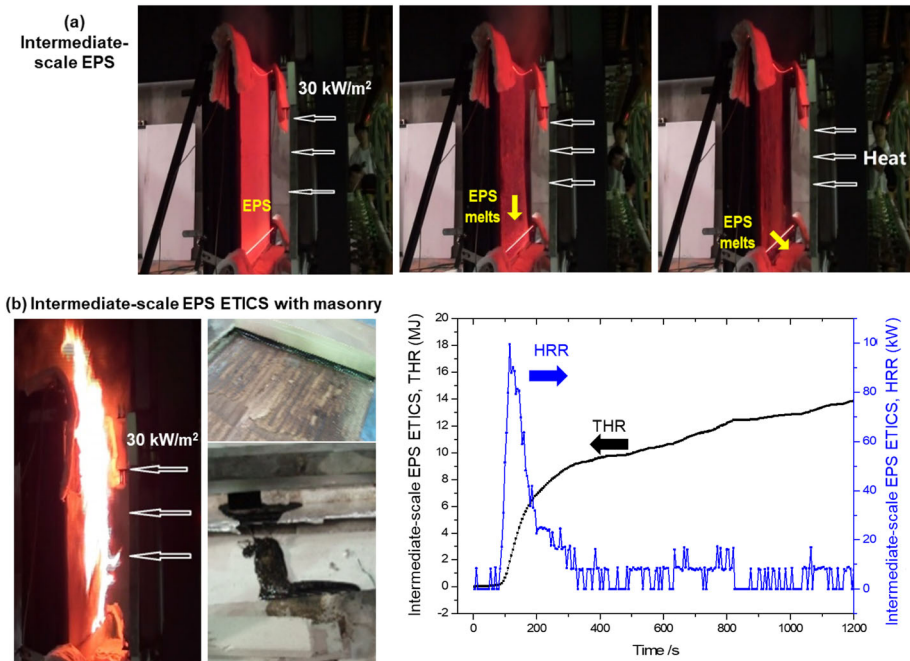 (a)
Intermediate-
scale EPS
30 kW/m²
EPS
EPS
melts
Heat
EPS
melts
(b) Intermediate-scale EPS ETICS with masonry
30 kW/m²
Intermediate-scale EPS ETICS, THR (MJ)
20
18
16
14
12
10
8
6
4
2
0
HRR
THR
100
80
60
40
20
0
Intermediate-scale EPS ETICS, HRR (kW)
0
200
400
600
800
1000
1200
Time /s